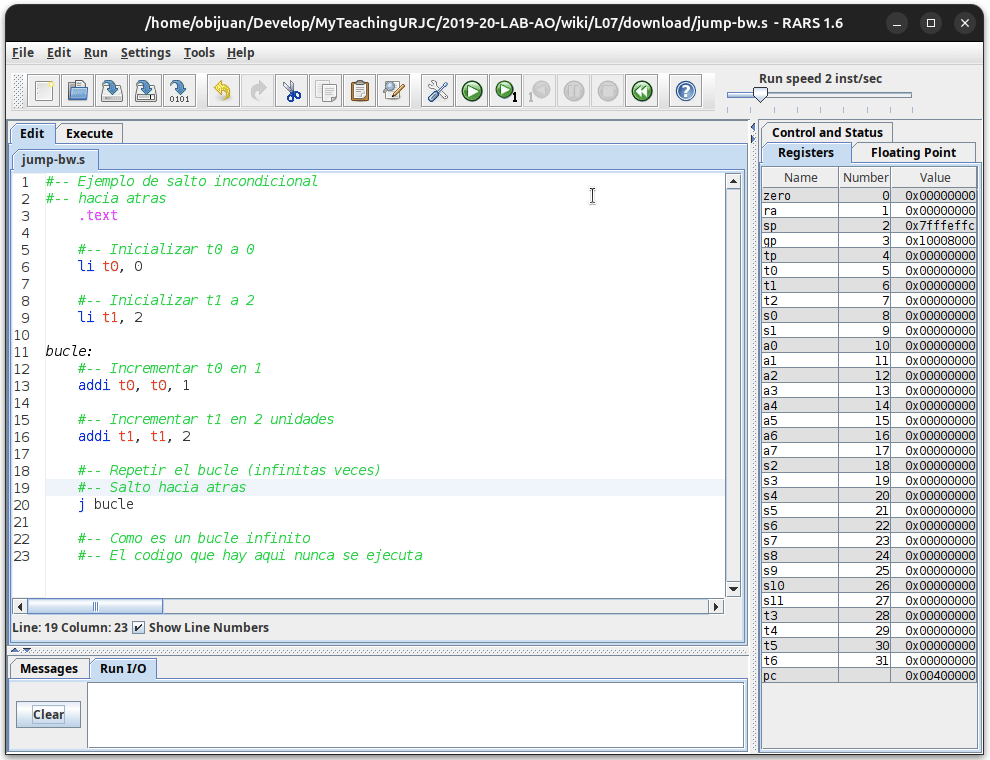 /home/obijuan/Develop/MyTeachingURJC/2019-20-LAB-AO/wiki/L07/download/jump-bw.s - RARS 1.6
File Edit Run Settings Tools Help
Run speed 2 inst/sec
0101
1
1
Edit Execute
jump-bw.s
1 #-- Ejemplo de salto incondicional
2 #-- hacia atras
3 .text
4
5 #-- Inicializar t0 a 0
6 li t0, 0
7
8 #-- Inicializar t1 a 2
9 li t1, 2
10
11 bucle:
12 #-- Incrementar t0 en 1
13 addi t0, t0, 1
14
15 #-- Incrementar t1 en 2 unidades
16 addi t1, t1, 2
17
18 #-- Repetir el bucle (infinitas veces)
19 #-- Salto hacia atras
20 j bucle
21
22 #-- Como es un bucle infinito
23 #-- El codigo que hay aqui nunca se ejecuta
Line: 19 Column: 23 Show Line Numbers
Messages Run I/O
Clear
Control and Status
Registers Floating Point
Name Number Value
zero 0 0x00000000
ra 1 0x00000000
sp 2 0x7fffeffc
gp 3 0x10008000
tp 4 0x00000000
t0 5 0x00000000
t1 6 0x00000000
t2 7 0x00000000
s0 8 0x00000000
s1 9 0x00000000
a0 10 0x00000000
a1 11 0x00000000
a2 12 0x00000000
a3 13 0x00000000
a4 14 0x00000000
a5 15 0x00000000
a6 16 0x00000000
a7 17 0x00000000
s2 18 0x00000000
s3 19 0x00000000
s4 20 0x00000000
s5 21 0x00000000
s6 22 0x00000000
s7 23 0x00000000
s8 24 0x00000000
s9 25 0x00000000
s10 26 0x00000000
s11 27 0x00000000
t3 28 0x00000000
t4 29 0x00000000
t5 30 0x00000000
t6 31 0x00000000
pc 0x00400000